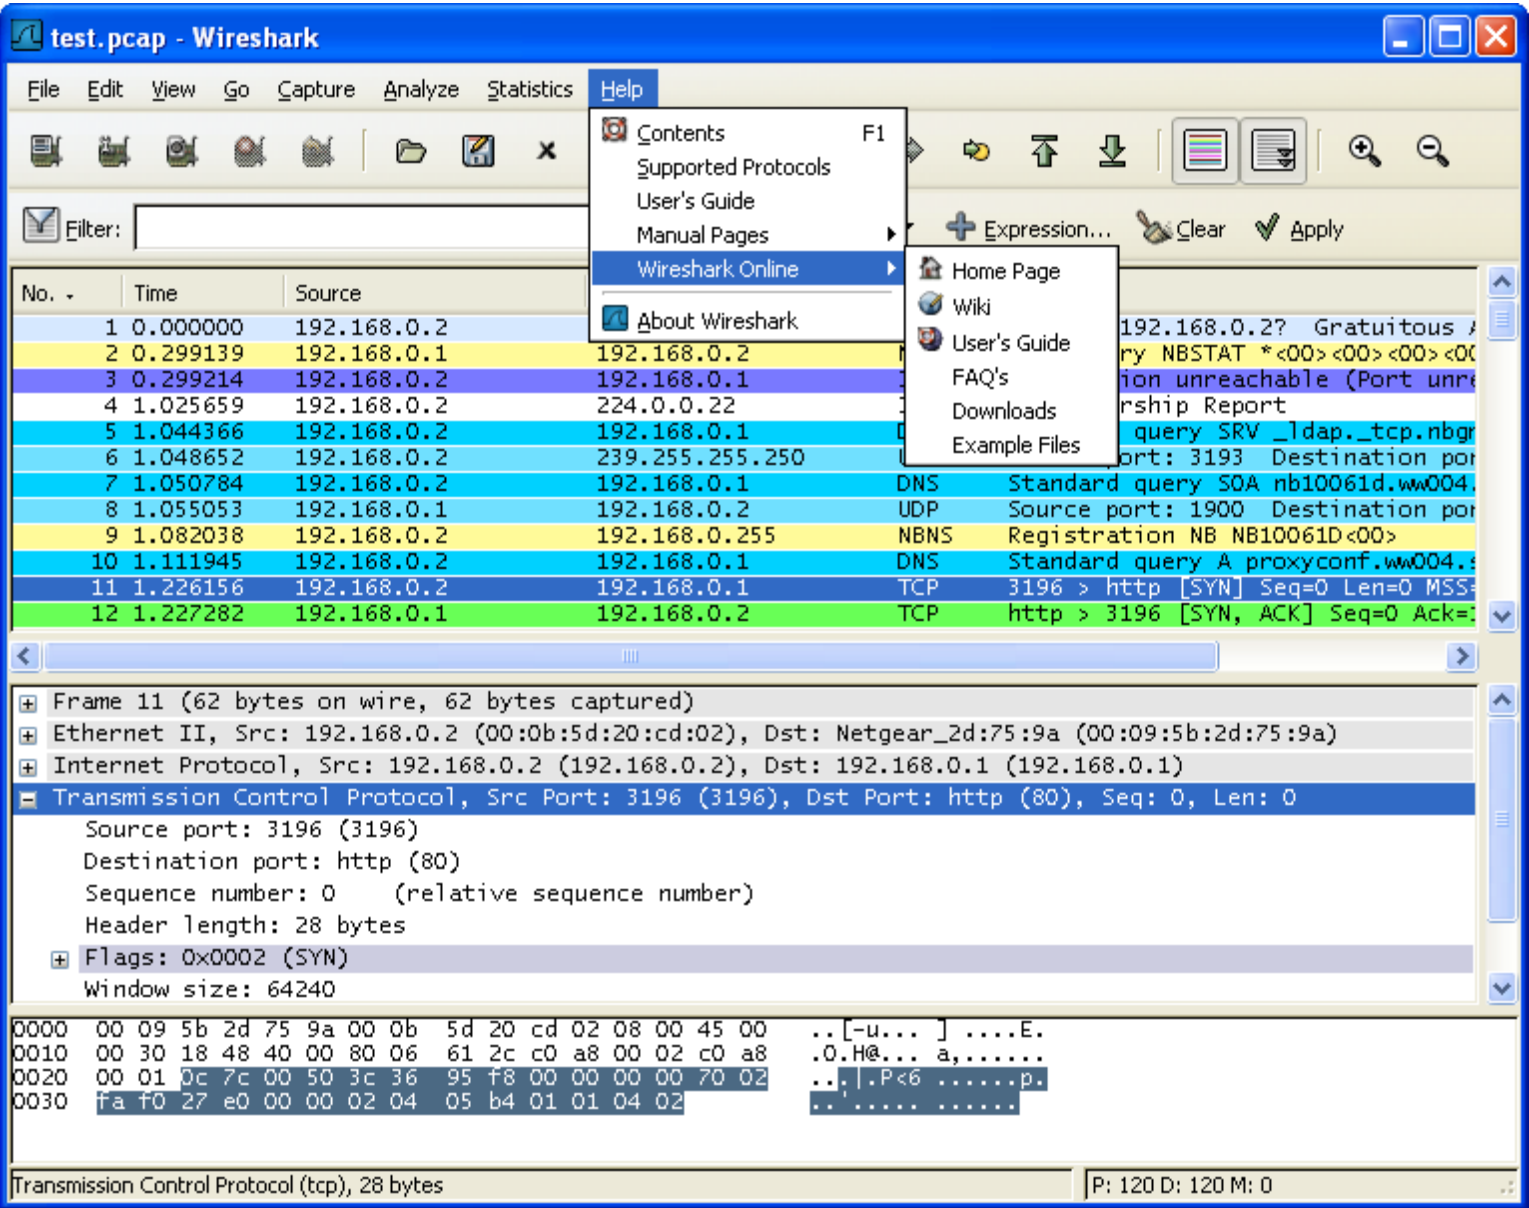 test.pcap - Wireshark
File Edit View Go Capture Analyze Statistics Help
Contents F1
Supported Protocols
User's Guide
Manual Pages
Wireshark Online
About Wireshark
Home Page
Wiki
User's Guide
FAQ's
Downloads
Example Files
Filter: Expression... Clear Apply
No. Time Source
1 0.000000 192.168.0.2 192.168.0.2? Gratuitous
2 0.299139 192.168.0.1 192.168.0.2 ry NBSTAT *<00><00><00><00
3 0.299214 192.168.0.2 192.168.0.1 ion unreachable (Port unre
4 1.025659 192.168.0.2 224.0.0.22 rship Report
5 1.044366 192.168.0.2 192.168.0.1 query SRV _ldap._tcp.nbgr
6 1.048652 192.168.0.2 239.255.255.250 ort: 3193 Destination por
7 1.050784 192.168.0.2 192.168.0.1 DNS Standard query SOA nb10061d.ww004.
8 1.055053 192.168.0.1 192.168.0.2 UDP Source port: 1900 Destination por
9 1.082038 192.168.0.2 192.168.0.255 NBNS Registration NB NB10061D<00>
10 1.111945 192.168.0.2 192.168.0.1 DNS Standard query A proxyconf.ww004.s
11 1.226156 192.168.0.2 192.168.0.1 TCP 3196 > http [SYN] Seq=0 Len=0 MSS=
12 1.227282 192.168.0.1 192.168.0.2 TCP http > 3196 [SYN, ACK] Seq=0 Ack=
Frame 11 (62 bytes on wire, 62 bytes captured)
Ethernet II, Src: 192.168.0.2 (00:0b:5d:20:cd:02), Dst: Netgear_2d:75:9a (00:09:5b:2d:75:9a)
Internet Protocol, Src: 192.168.0.2 (192.168.0.2), Dst: 192.168.0.1 (192.168.0.1)
Transmission Control Protocol, Src Port: 3196 (3196), Dst Port: http (80), Seq: 0, Len: 0
Source port: 3196 (3196)
Destination port: http (80)
Sequence number: 0 (relative sequence number)
Header length: 28 bytes
Flags: 0x0002 (SYN)
Window size: 64240
0000 00 09 5b 2d 75 9a 00 0b 5d 20 cd 02 08 00 45 00 ..[-u... ] ....E.
0010 00 30 18 48 40 00 80 06 61 2c c0 a8 00 02 c0 a8 .0.H@... a,......
0020 00 01 0c 7c 00 50 3c 36 95 f8 00 00 00 00 70 02 ...|.P<6 ......p.
0030 fa f0 27 e0 00 00 02 04 05 b4 01 01 04 02 ..'..... ......
Transmission Control Protocol (tcp), 28 bytes P: 120 D: 120 M: 0